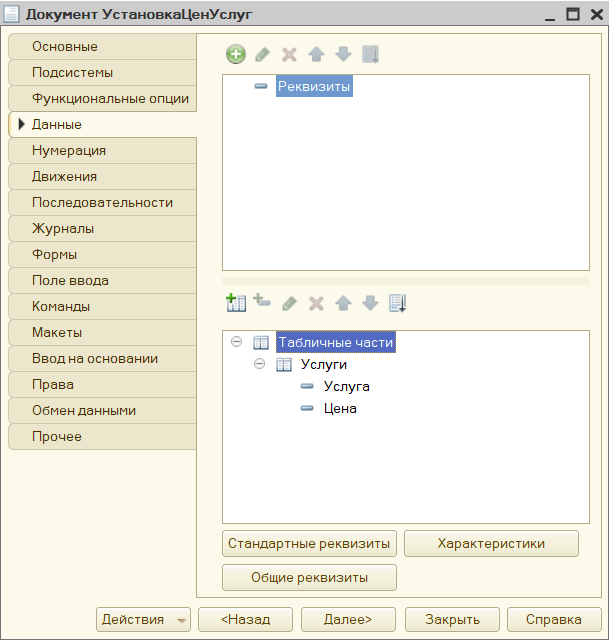 Документ УстановкаЦенУслуг
Основные
Подсистемы
Функциональные опции
Данные
Нумерация
Движения
Последовательности
Журналы
Формы
Поле ввода
Команды
Макеты
Ввод на основании
Права
Обмен данными
Прочее
Реквизиты
Табличные части
Услуги
Услуга
Цена
Стандартные реквизиты
Характеристики
Общие реквизиты
Действия
<Назад
Далее>
Закрыть
Справка